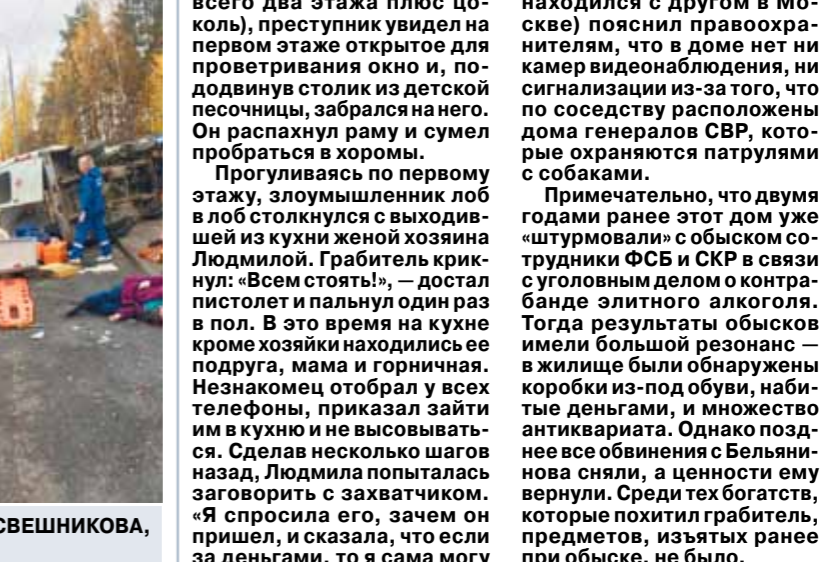 СВЕШНИКОВА,
всего два этажа плюс цо-
коль), преступник увидел на
первом этаже открытое для
проветривания окно и, по-
додвинув столик из детской
песочницы, забрался на него.
Он распахнул раму и сумел
пробраться в хоромы.
Прогуливаясь по первому
этажу, злоумышленник лоб
в лоб столкнулся с выходив-
шей из кухни женой хозяина
Людмилой. Грабитель крик-
нул: «Всем стоять!», — достал
пистолет и пальнул один раз
в пол. В это время на кухне
кроме хозяйки находились ее
подруга, мама и горничная.
Незнакомец отобрал у всех
телефоны, приказал зайти
им в кухню и не высовывать-
ся. Сделав несколько шагов
назад, Людмила попыталась
заговорить с захватчиком.
«Я спросила его, зачем он
пришел, и сказала, что если
за деньгами, то я сама могу
находился с другом в Мо-
скве) пояснил правоохра-
нителям, что в доме нет ни
камер видеонаблюдения, ни
сигнализации из-за того, что
по соседству расположены
дома генералов СВР, кото-
рые охраняются патрулями
с собаками.
Примечательно, что двумя
годами ранее этот дом уже
«штурмовали» с обыском со-
трудники ФСБ и СКР в связи
с уголовным делом о контра-
банде элитного алкоголя.
Тогда результаты обысков
имели большой резонанс —
в жилище были обнаружены
коробки из-под обуви, наби-
тые деньгами, и множество
антиквариата. Однако позд-
нее все обвинения с Бельяни-
нова сняли, а ценности ему
вернули. Среди тех богатств,
которые похитил грабитель,
предметов, изъятых ранее
при обыске, не было.